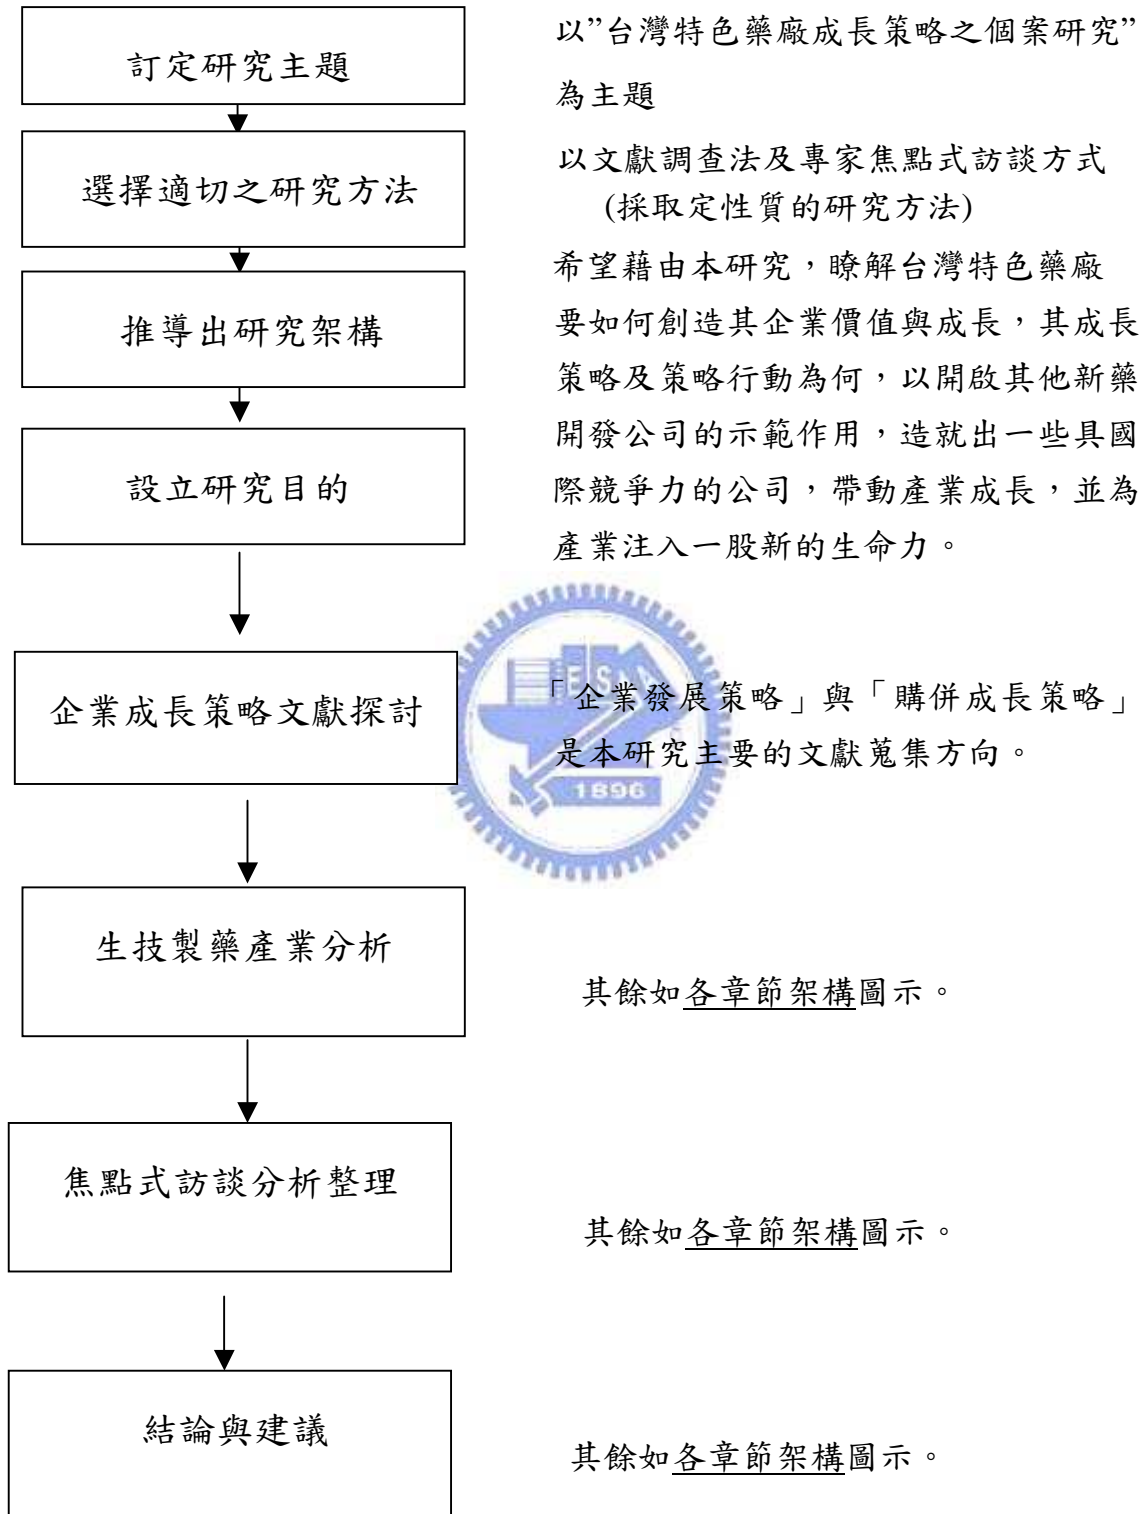 訂定研究主題
以”台灣特色藥廠成長策略之個案研究”
為主題
選擇適切之研究方法
以文獻調查法及專家焦點式訪談方式
(採取定性質的研究方法)
推導出研究架構
希望藉由本研究，瞭解台灣特色藥廠
要如何創造其企業價值與成長，其成長
策略及策略行動為何，以開啟其他新藥
開發公司的示範作用，造就出一些具國
際競爭力的公司，帶動產業成長，並為
產業注入一股新的生命力。
設立研究目的
企業成長策略文獻探討
「企業發展策略」與「購併成長策略」
是本研究主要的文獻蒐集方向。
ES
1896
生技製藥產業分析
其餘如各章節架構圖示。
焦點式訪談分析整理
其餘如各章節架構圖示。
結論與建議
其餘如各章節架構圖示。